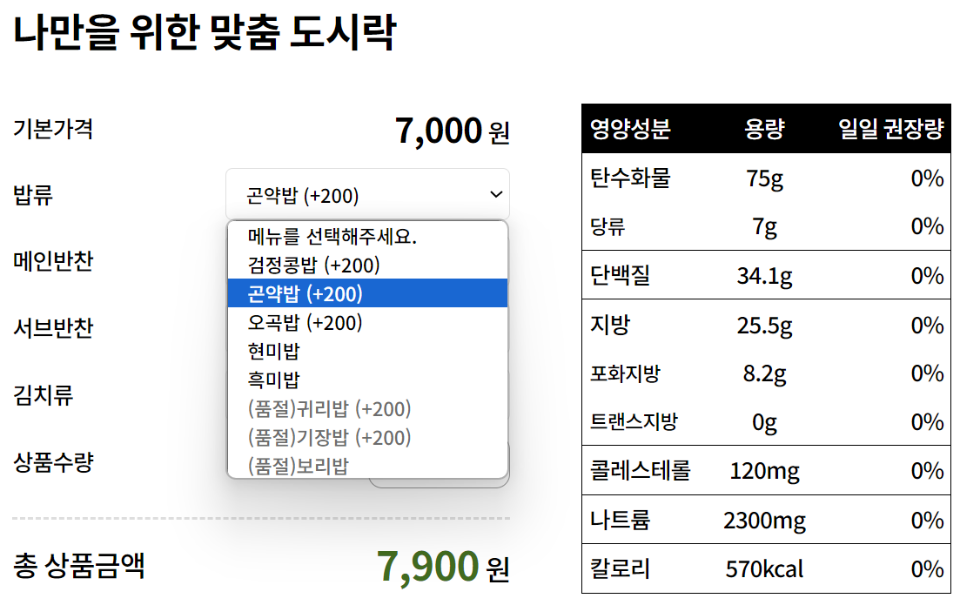 나만을 위한 맞춤 도시락
기본가격 7,000 원
밥류 곤약밥 (+200)
메뉴를 선택해주세요.
검정콩밥 (+200)
곤약밥 (+200)
오곡밥 (+200)
현미밥
흑미밥
(품절)귀리밥 (+200)
(품절)기장밥 (+200)
(품절)보리밥
메인반찬
서브반찬
김치류
상품수량
총 상품금액 7,900 원
영양성분 용량 일일 권장량
탄수화물 75g 0%
당류 7g 0%
단백질 34.1g 0%
지방 25.5g 0%
포화지방 8.2g 0%
트랜스지방 0g 0%
콜레스테롤 120mg 0%
나트륨 2300mg 0%
칼로리 570kcal 0%